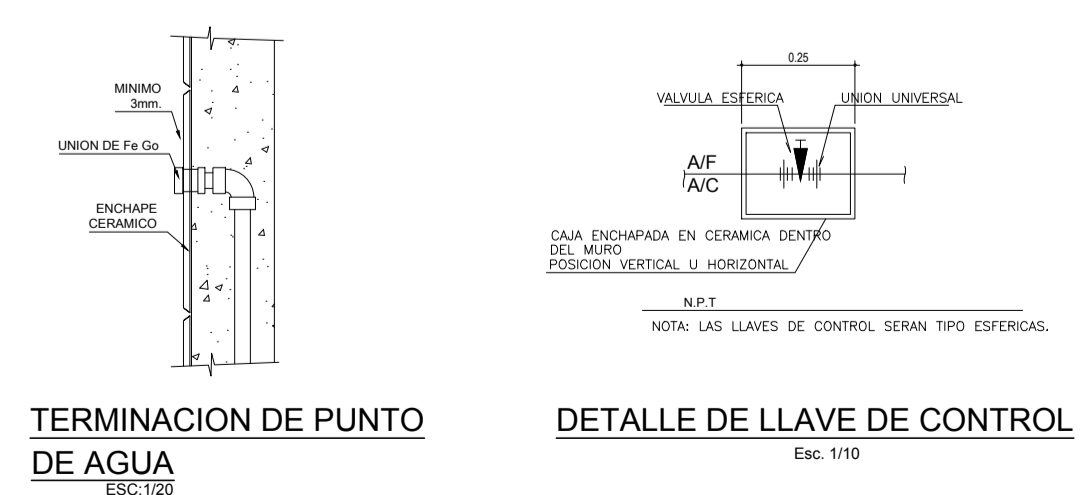 MINIMO
3mm.
UNION DE Fe Go
ENCHAPE
CERAMICO
TERMINACION DE PUNTO
DE AGUA
ESC:1/20
0.25
VALVULA ESFERICA
UNION UNIVERSAL
A/F
A/C
CAJA ENCHAPADA EN CERAMICA DENTRO
DEL MURO
POSICION VERTICAL U HORIZONTAL
N.P.T
NOTA: LAS LLAVES DE CONTROL SERAN TIPO ESFERICAS.
DETALLE DE LLAVE DE CONTROL
Esc. 1/10